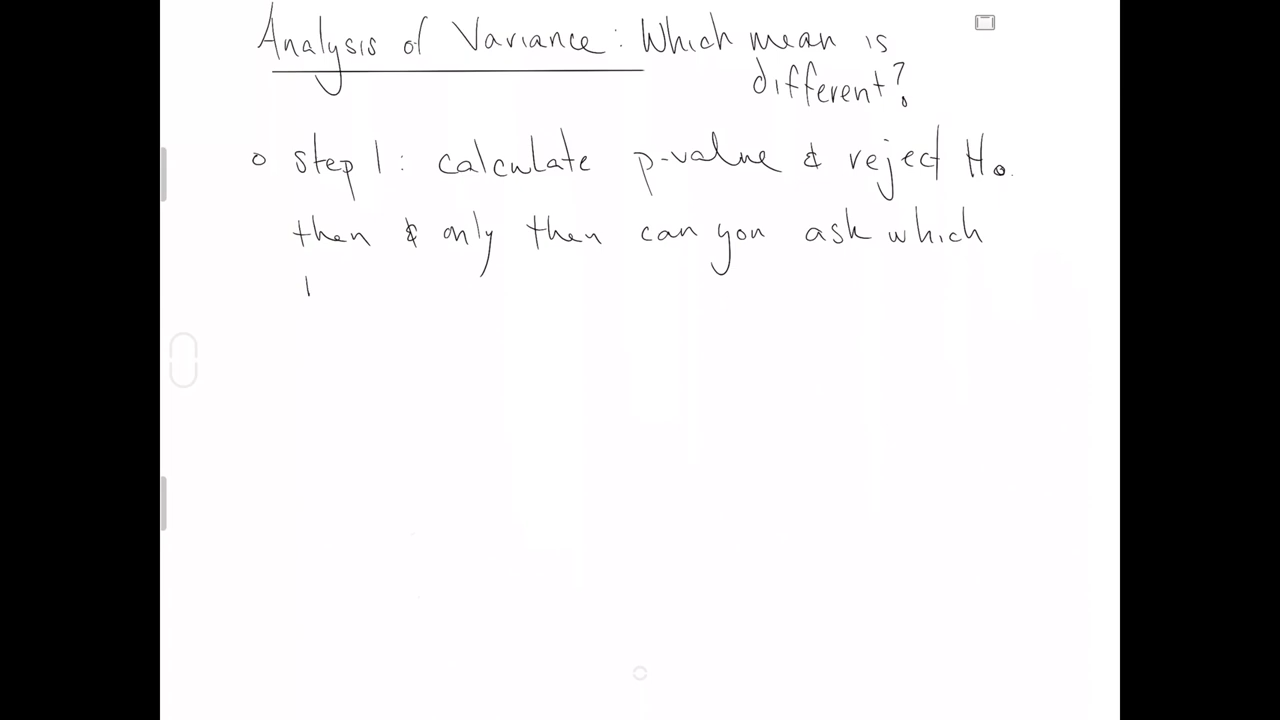 Analysis of Variance: Which mean is
different?
o step 1: calculate p-value & reject H₀.
then & only then can you ask which